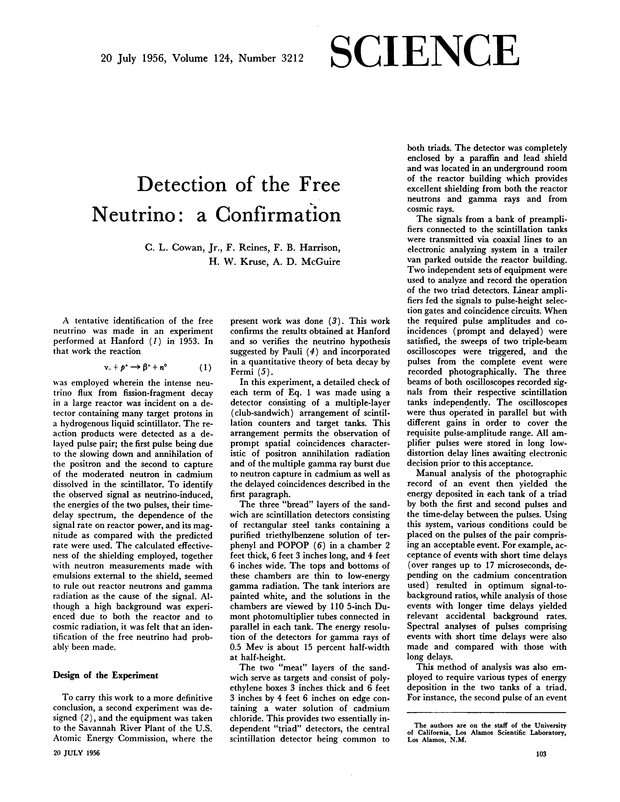 20 July 1956, Volume 124, Number 3212
SCIENCE
Detection of the Free
Neutrino: a Confirmation
C. L. Cowan, Jr., F. Reines, F. B. Harrison,
H. W. Kruse, A. D. McGuire
A tentative identification of the free
neutrino was made in an experiment
performed at Hanford (1) in 1953. In
that work the reaction
ν₋ + p⁺ → β⁺ + n⁰ (1)
was employed wherein the intense neu-
trino flux from fission-fragment decay
in a large reactor was incident on a de-
tector containing many target protons in
a hydrogenous liquid scintillator. The re-
action products were detected as a de-
layed pulse pair; the first pulse being due
to the slowing down and annihilation of
the positron and the second to capture
of the moderated neutron in cadmium
dissolved in the scintillator. To identify
the observed signal as neutrino-induced,
the energies of the two pulses, their time-
delay spectrum, the dependence of the
signal rate on reactor power, and its mag-
nitude as compared with the predicted
rate were used. The calculated effective-
ness of the shielding employed, together
with neutron measurements made with
emulsions external to the shield, seemed
to rule out reactor neutrons and gamma
radiation as the cause of the signal. Al-
though a high background was experi-
enced due to both the reactor and to
cosmic radiation, it was felt that an iden-
tification of the free neutrino had prob-
ably been made.
Design of the Experiment
To carry this work to a more definitive
conclusion, a second experiment was de-
signed (2), and the equipment was taken
to the Savannah River Plant of the U.S.
Atomic Energy Commission, where the
present work was done (3). This work
confirms the results obtained at Hanford
and so verifies the neutrino hypothesis
suggested by Pauli (4) and incorporated
in a quantitative theory of beta decay by
Fermi (5).
In this experiment, a detailed check of
each term of Eq. 1 was made using a
detector consisting of a multiple-layer
(club-sandwich) arrangement of scintil-
lation counters and target tanks. This
arrangement permits the observation of
prompt spatial coincidences character-
istic of positron annihilation radiation
and of the multiple gamma ray burst due
to neutron capture in cadmium as well as
the delayed coincidences described in the
first paragraph.
The three "bread" layers of the sand-
wich are scintillation detectors consisting
of rectangular steel tanks containing a
purified triethylbenzene solution of ter-
phenyl and POPOP (6) in a chamber 2
feet thick, 6 feet 3 inches long, and 4 feet
6 inches wide. The tops and bottoms of
these chambers are thin to low-energy
gamma radiation. The tank interiors are
painted white, and the solutions in the
chambers are viewed by 110 5-inch Du-
mont photomultiplier tubes connected in
parallel in each tank. The energy resolu-
tion of the detectors for gamma rays of
0.5 Mev is about 15 percent half-width
at half-height.
The two "meat" layers of the sand-
wich serve as targets and consist of poly-
ethylene boxes 3 inches thick and 6 feet
3 inches by 4 feet 6 inches on edge con-
taining a water solution of cadmium
chloride. This provides two essentially in-
dependent "triad" detectors, the central
scintillation detector being common to
both triads. The detector was completely
enclosed by a paraffin and lead shield
and was located in an underground room
of the reactor building which provides
excellent shielding from both the reactor
neutrons and gamma rays and from
cosmic rays.
The signals from a bank of preampli-
fiers connected to the scintillation tanks
were transmitted via coaxial lines to an
electronic analyzing system in a trailer
van parked outside the reactor building.
Two independent sets of equipment were
used to analyze and record the operation
of the two triad detectors. Linear ampli-
fiers fed the signals to pulse-height selec-
tion gates and coincidence circuits. When
the required pulse amplitudes and co-
incidences (prompt and delayed) were
satisfied, the sweeps of two triple-beam
oscilloscopes were triggered, and the
pulses from the complete event were
recorded photographically. The three
beams of both oscilloscopes recorded sig-
nals from their respective scintillation
tanks independently. The oscilloscopes
were thus operated in parallel but with
different gains in order to cover the
requisite pulse-amplitude range. All am-
plifier pulses were stored in long low-
distortion delay lines awaiting electronic
decision prior to this acceptance.
Manual analysis of the photographic
record of an event then yielded the
energy deposited in each tank of a triad
by both the first and second pulses and
the time-delay between the pulses. Using
this system, various conditions could be
placed on the pulses of the pair compris-
ing an acceptable event. For example, ac-
ceptance of events with short time delays
(over ranges up to 17 microseconds, de-
pending on the cadmium concentration
used) resulted in optimum signal-to-
background ratios, while analysis of those
events with longer time delays yielded
relevant accidental background rates.
Spectral analyses of pulses comprising
events with short time delays were also
made and compared with those with
long delays.
This method of analysis was also em-
ployed to require various types of energy
deposition in the two tanks of a triad.
For instance, the second pulse of an event
The authors are on the staff of the University
of California, Los Alamos Scientific Laboratory,
Los Alamos, N.M.
20 JULY 1956
103